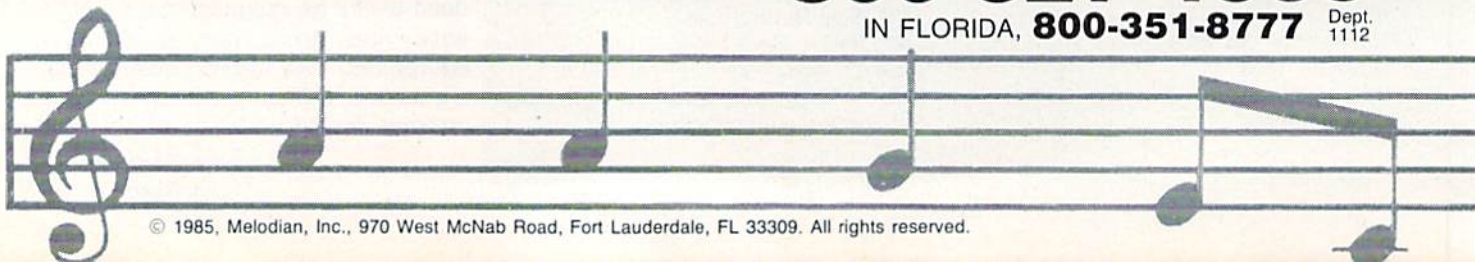 IN FLORIDA, 800-351-8777 Dept. 1112
© 1985, Melodian, Inc., 970 West McNab Road, Fort Lauderdale, FL 33309. All rights reserved.